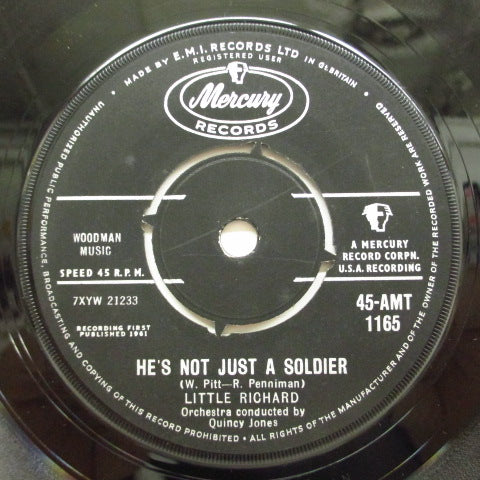 MADE BY E.M.I. RECORDS LTD IN GT.BRITAIN
REGISTERED USER
Mercury
RECORDS
WOODMAN
MUSIC
SPEED 45 R.P.M.
7XYW 21233
RECORDING FIRST
PUBLISHED 1961
A MERCURY
RECORD CORPN.
U.S.A. RECORDING
45-AMT
1165
HE'S NOT JUST A SOLDIER
(W. Pitt—R. Penniman)
LITTLE RICHARD
Orchestra conducted by
Quincy Jones
UNAUTHORIZED PUBLIC PERFORMANCE, BROADCASTING AND COPYING OF THIS RECORD PROHIBITED • ALL RIGHTS OF THE MANUFACTURER AND OF THE OWNER OF THE RECORDED WORK ARE RESERVED